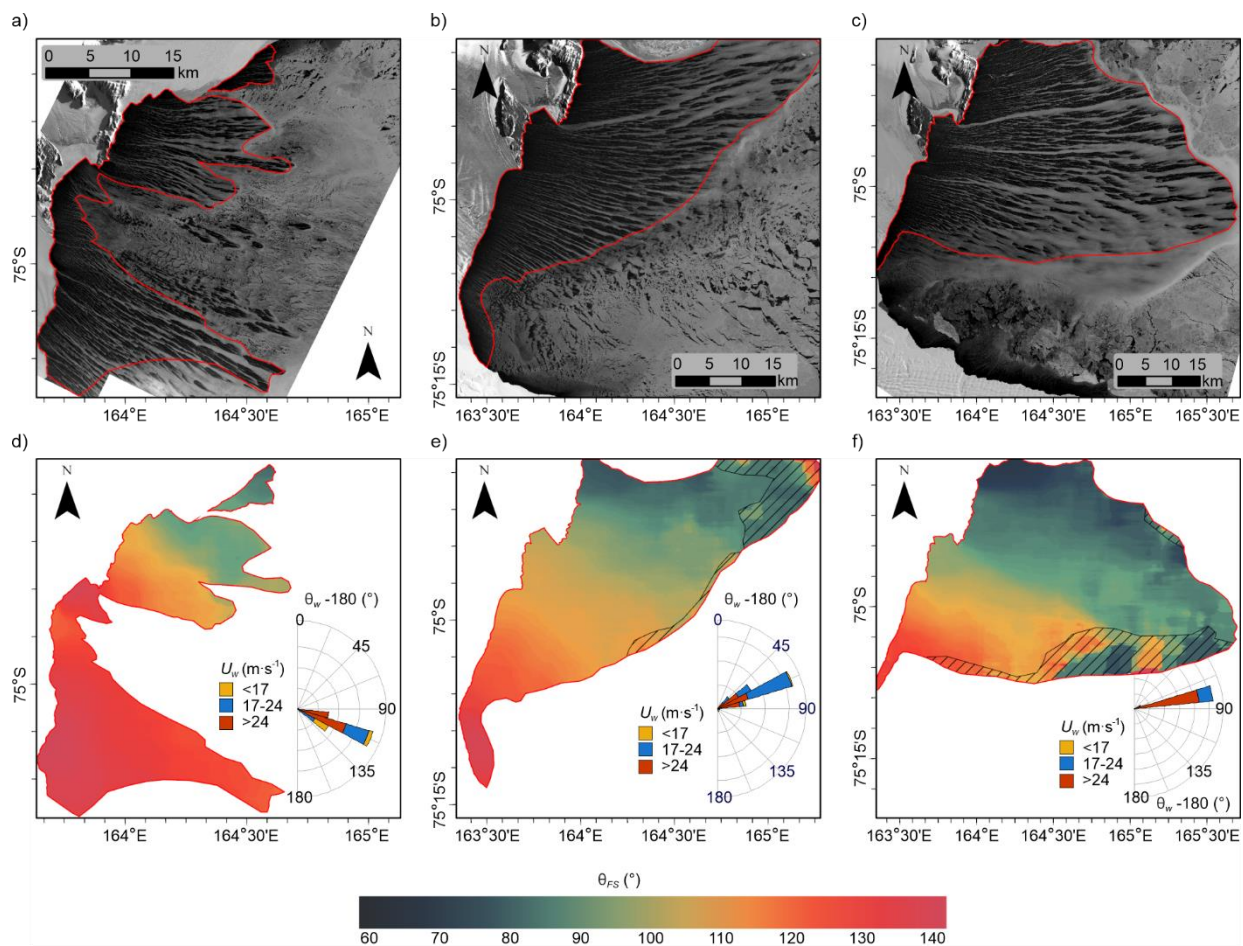 a)
b)
c)
0 5 10 15
km
N
N
N
75°S
75°S
75°15'S
75°S
75°15'S
0 5 10 15
km
0 5 10 15
km
164°E 164°30'E 165°E
163°30'E 164°E 164°30'E 165°E
163°30'E 164°E 164°30'E 165°E 165°30'E
d)
e)
f)
N
N
N
75°S
θw -180 (°)
0
45
90
135
180
Uw (m·s⁻¹)
<17
17-24
>24
75°S
75°15'S
θw -180 (°)
0
45
90
135
180
Uw (m·s⁻¹)
<17
17-24
>24
75°S
75°15'S
0
45
90
135
180
θw -180 (°)
Uw (m·s⁻¹)
<17
17-24
>24
164°E 164°30'E 165°E
163°30'E 164°E 164°30'E 165°E
163°30'E 164°E 164°30'E 165°E 165°30'E
θFS (°)
60 70 80 90 100 110 120 130 140